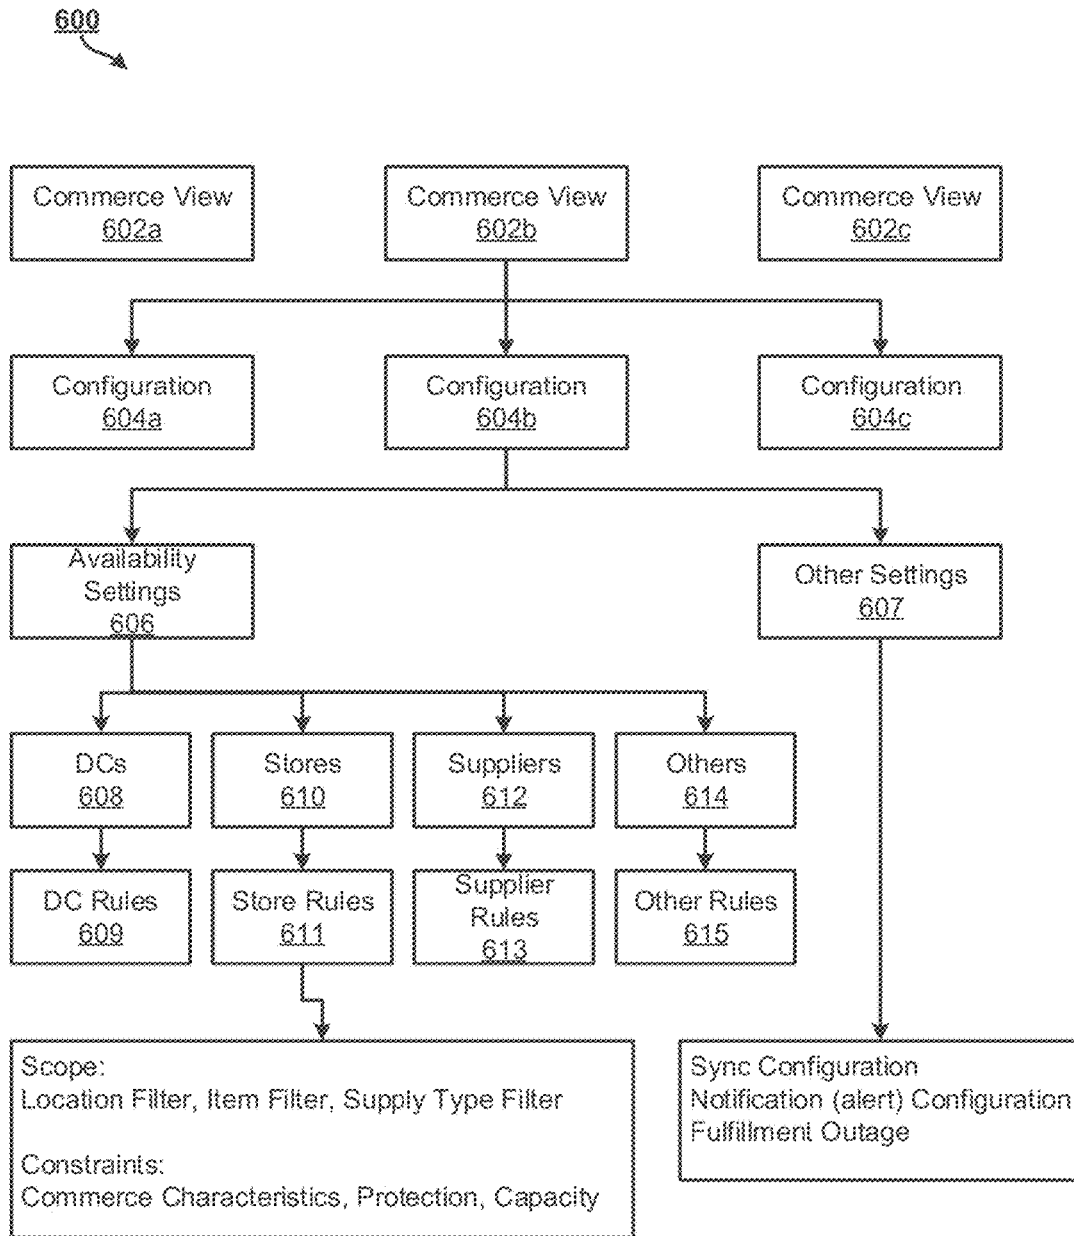 600
Commerce View
602a
Commerce View
602b
Commerce View
602c
Configuration
604a
Configuration
604b
Configuration
604c
Availability
Settings
606
Other Settings
607
DCs
608
Stores
610
Suppliers
612
Others
614
DC Rules
609
Store Rules
611
Supplier
Rules
613
Other Rules
615
Scope:
Location Filter, Item Filter, Supply Type Filter
Constraints:
Commerce Characteristics, Protection, Capacity
Sync Configuration
Notification (alert) Configuration
Fulfillment Outage